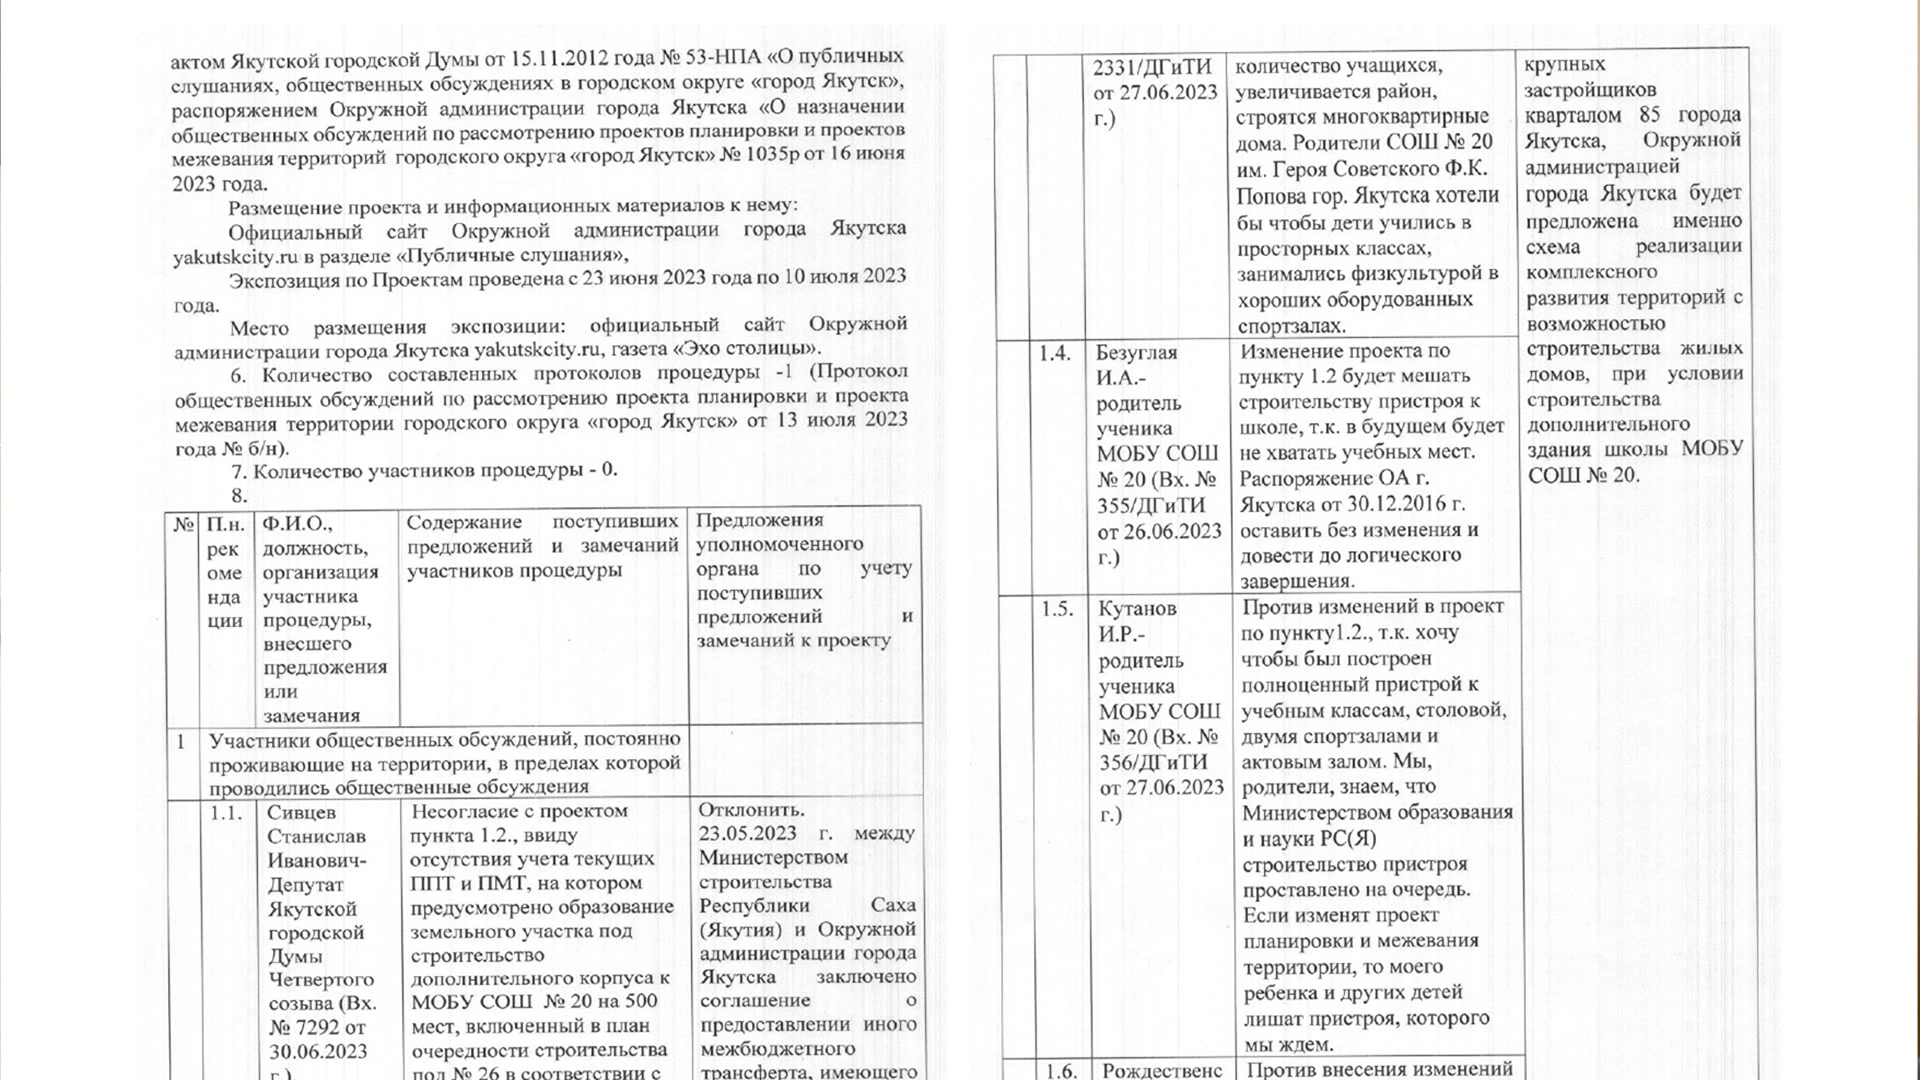 актом Якутской городской Думы от 15.11.2012 года № 53-НПА «О публичных
слушаниях, общественных обсуждениях в городском округе «город Якутск»,
распоряжением Окружной администрации города Якутска «О назначении
общественных обсуждений по рассмотрению проектов планировки и проектов
межевания территорий городского округа «город Якутск» № 1035р от 16 июня
2023 года.
Размещение проекта и информационных материалов к нему:
Официальный сайт Окружной администрации города Якутска
yakutskcity.ru в разделе «Публичные слушания»,
Экспозиция по Проектам проведена с 23 июня 2023 года по 10 июля 2023
года.
Место размещения экспозиции: официальный сайт Окружной
администрации города Якутска yakutskcity.ru, газета «Эхо столицы».
6. Количество составленных протоколов процедуры -1 (Протокол
общественных обсуждений по рассмотрению проекта планировки и проекта
межевания территории городского округа «город Якутск» от 13 июля 2023
года № б/н).
7. Количество участников процедуры - 0.
8.
№
П.н.
рек
оме
нда
ции
Ф.И.О.,
должность,
организация
участника
процедуры,
внесшего
предложения
или
замечания
Содержание поступивших
предложений и замечаний
участников процедуры
Предложения
уполномоченного
органа по учету
поступивших
предложений и
замечаний к проекту
1
Участники общественных обсуждений, постоянно
проживающие на территории, в пределах которой
проводились общественные обсуждения
1.1.
Сивцев
Станислав
Иванович-
Депутат
Якутской
городской
Думы
Четвертого
созыва (Вх.
№ 7292 от
30.06.2023
г.).
Несогласие с проектом
пункта 1.2., ввиду
отсутствия учета текущих
ППТ и ПМТ, на котором
предусмотрено образование
земельного участка под
строительство
дополнительного корпуса к
МОБУ СОШ № 20 на 500
мест, включенный в план
очередности строительства
под № 26 в соответствии с
Отклонить.
23.05.2023 г. между
Министерством
строительства
Республики Саха
(Якутия) и Окружной
администрации города
Якутска заключено
соглашение о
предоставлении иного
межбюджетного
трансферта, имеющего
2331/ДГиТИ
от 27.06.2023
г.)
количество учащихся,
увеличивается район,
строятся многоквартирные
дома. Родители СОШ № 20
им. Героя Советского Ф.К.
Попова гор. Якутска хотели
бы чтобы дети учились в
просторных классах,
занимались физкультурой в
хороших оборудованных
спортзалах.
крупных
застройщиков
кварталом 85 города
Якутска, Окружной
администрацией
города Якутска будет
предложена именно
схема реализации
комплексного
развития территорий с
возможностью
строительства жилых
домов, при условии
строительства
дополнительного
здания школы МОБУ
СОШ № 20.
1.4.
Безуглая
И.А.-
родитель
ученика
МОБУ СОШ
№ 20 (Вх. №
355/ДГиТИ
от 26.06.2023
г.)
Изменение проекта по
пункту 1.2 будет мешать
строительству пристроя к
школе, т.к. в будущем будет
не хватать учебных мест.
Распоряжение ОА г.
Якутска от 30.12.2016 г.
оставить без изменения и
довести до логического
завершения.
1.5.
Кутанов
И.Р.-
родитель
ученика
МОБУ СОШ
№ 20 (Вх. №
356/ДГиТИ
от 27.06.2023
г.)
Против изменений в проект
по пункту1.2., т.к. хочу
чтобы был построен
полноценный пристрой к
учебным классам, столовой,
двумя спортзалами и
актовым залом. Мы,
родители, знаем, что
Министерством образования
и науки РС(Я)
строительство пристроя
проставлено на очередь.
Если изменят проект
планировки и межевания
территории, то моего
ребенка и других детей
лишат пристроя, которого
мы ждем.
1.6.
Рождественс
Против внесения изменений